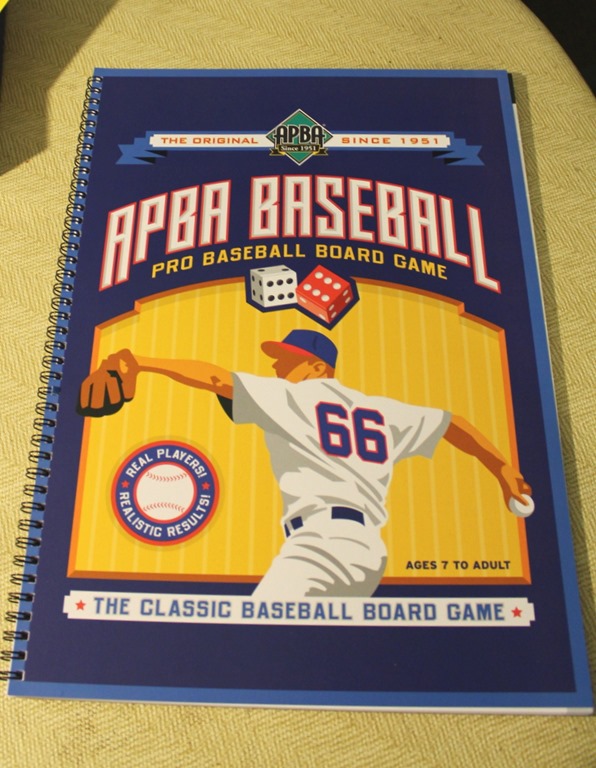 THE ORIGINAL APBA SINCE 1951
Since 1951
APBA BASEBALL
PRO BASEBALL BOARD GAME
66
REAL PLAYERS!
REALISTIC RESULTS!
AGES 7 TO ADULT
THE CLASSIC BASEBALL BOARD GAME